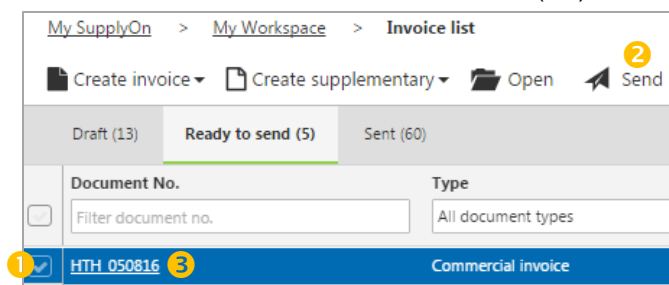 My SupplyOn > My Workspace > Invoice list
2
Create invoice Create supplementary Open Send
Draft (13) Ready to send (5) Sent (60)
Document No. Type
Filter document no. All document types
1 HTH_050816 3 Commercial invoice